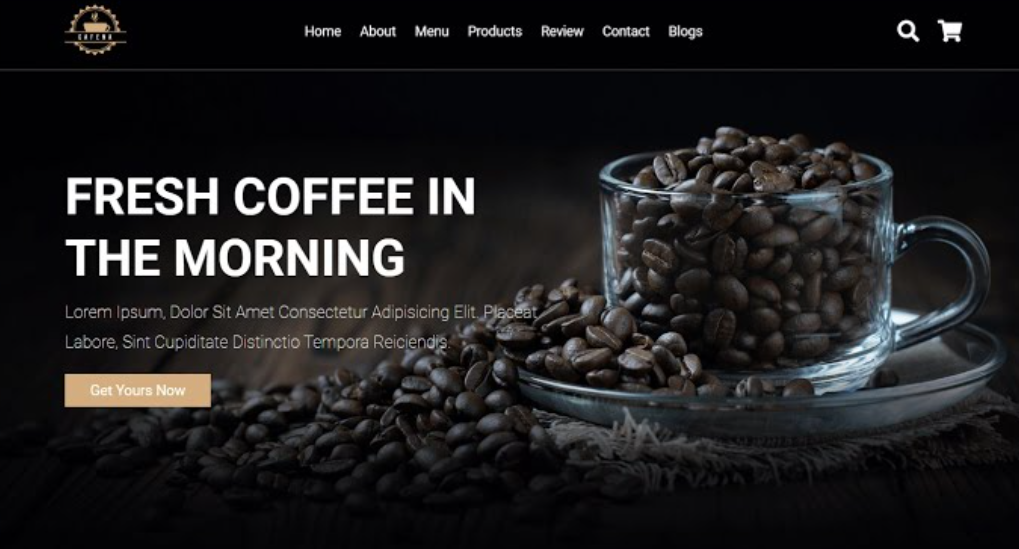 Home About Menu Products Review Contact Blogs
FRESH COFFEE IN
THE MORNING
Lorem Ipsum, Dolor Sit Amet Consectetur Adipisicing Elit. Placeat
Labore, Sint Cupiditate Distinctio Tempora Reiciendis.
Get Yours Now